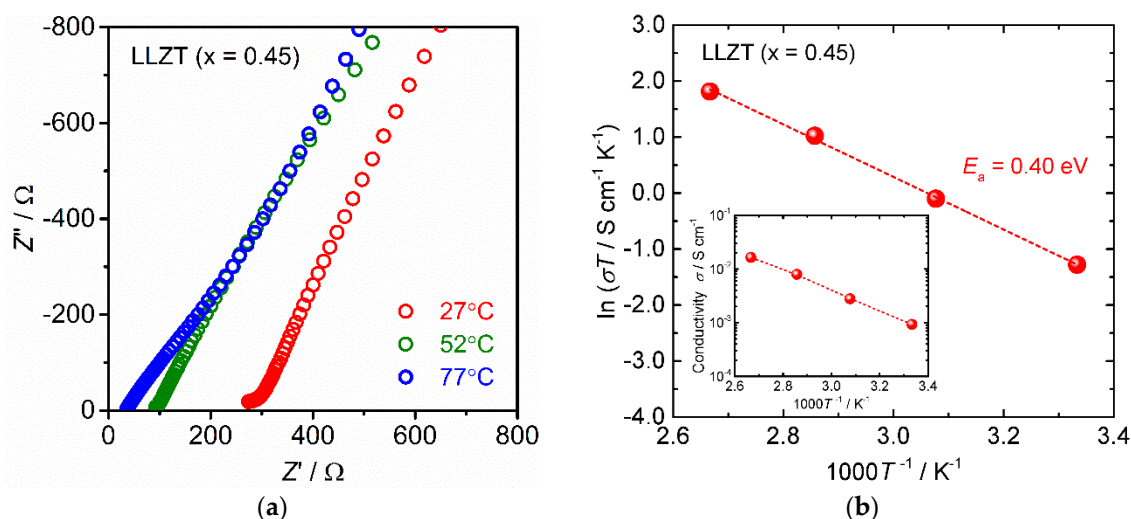 LLZT (x = 0.45)
-800
-600
-400
-200
0
Z″ / Ω
27°C
52°C
77°C
0 200 400 600 800
Z′ / Ω
(a)
LLZT (x = 0.45)
2.0
1.0
0.0
-1.0
-2.0
-3.0
-4.0
ln (σT / S cm⁻¹ K⁻¹)
Eₐ = 0.40 eV
10⁻¹
10⁻²
10⁻³
10⁻⁴
Conductivity σ / S cm⁻¹
2.6 2.8 3.0 3.2 3.4
1000T⁻¹ / K⁻¹
2.6 2.8 3.0 3.2 3.4
1000T⁻¹ / K⁻¹
(b)